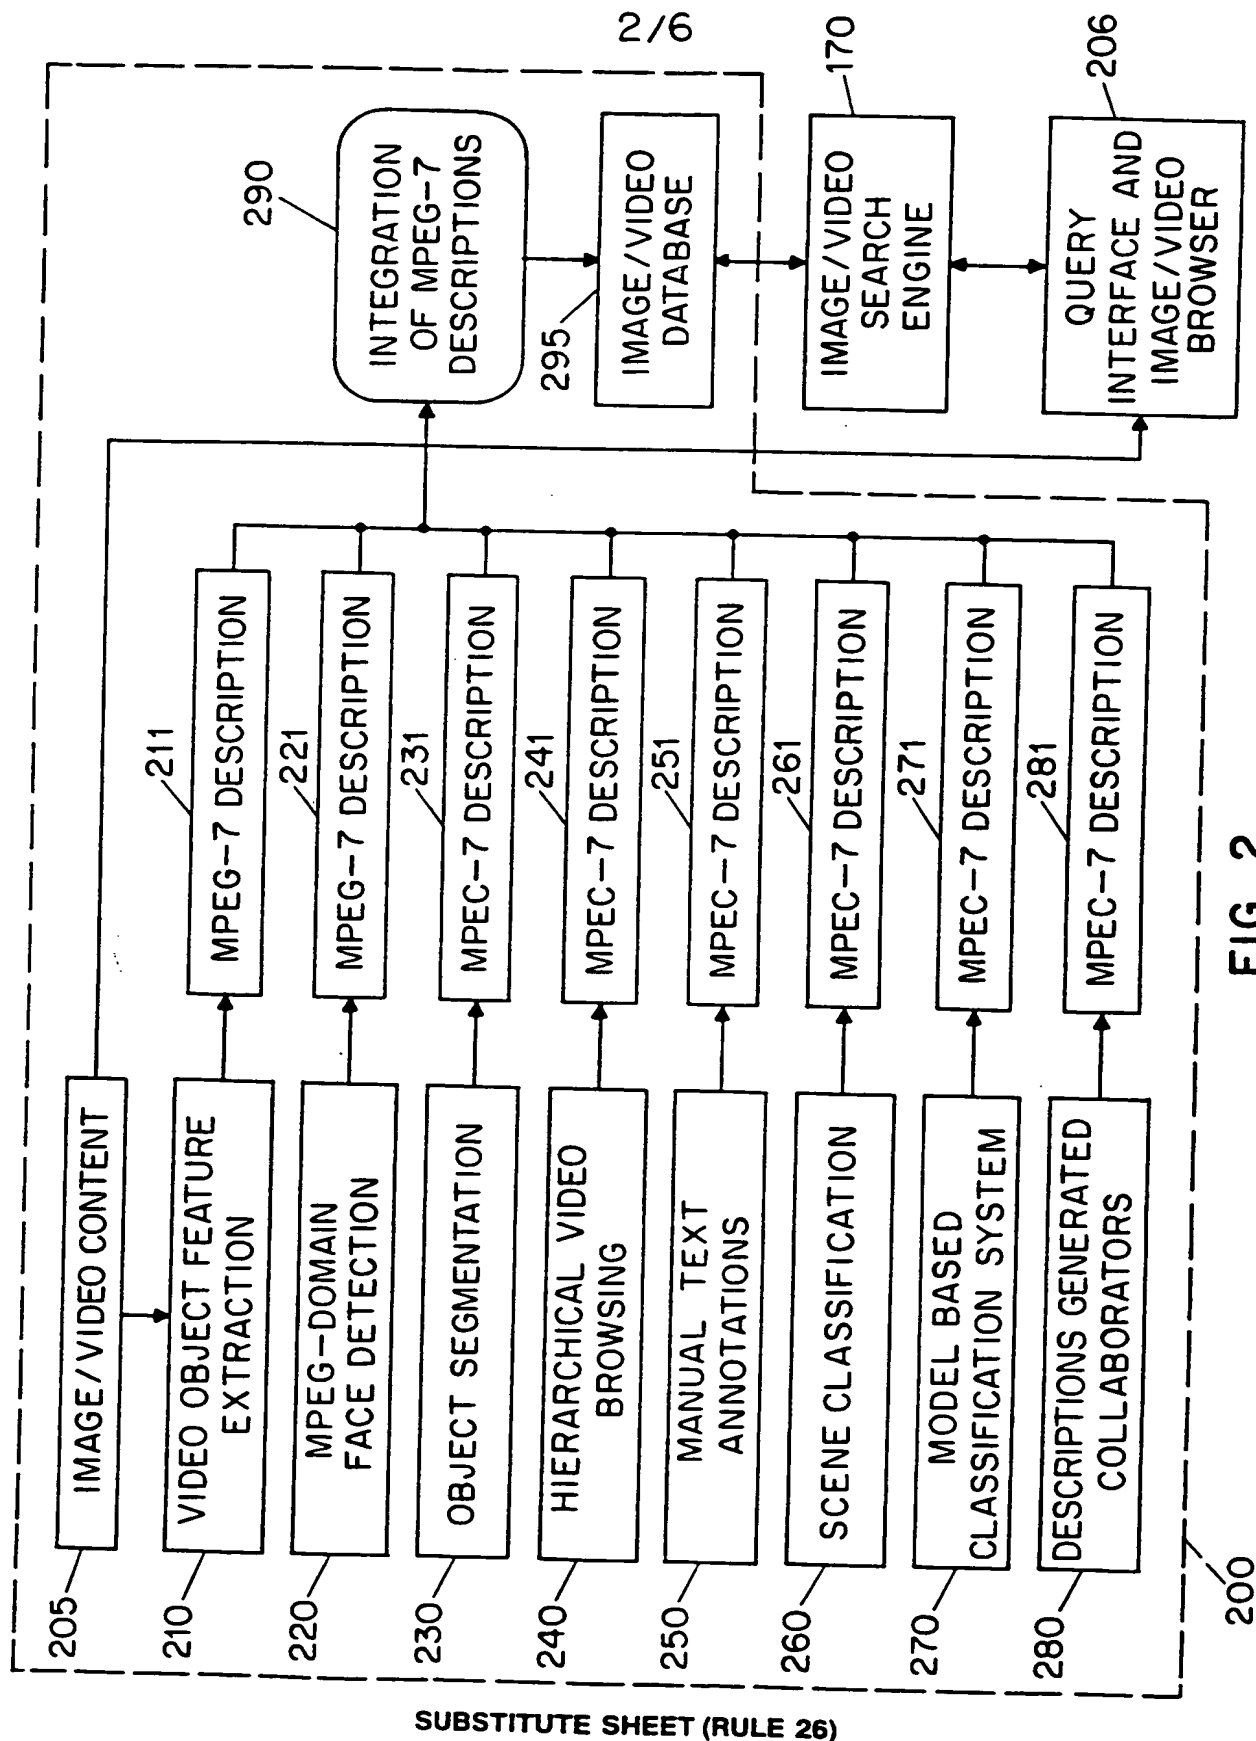 2/6
205
IMAGE/VIDEO CONTENT
210
VIDEO OBJECT FEATURE
EXTRACTION
211
MPEG-7 DESCRIPTION
220
MPEG-DOMAIN
FACE DETECTION
221
MPEG-7 DESCRIPTION
230
OBJECT SEGMENTATION
231
MPEC-7 DESCRIPTION
240
HIERARCHICAL VIDEO
BROWSING
241
MPEC-7 DESCRIPTION
250
MANUAL TEXT
ANNOTATIONS
251
MPEC-7 DESCRIPTION
260
SCENE CLASSIFICATION
261
MPEC-7 DESCRIPTION
270
MODEL BASED
CLASSIFICATION SYSTEM
271
MPEC-7 DESCRIPTION
280
DESCRIPTIONS GENERATED
COLLABORATORS
281
MPEC-7 DESCRIPTION
290
INTEGRATION
OF MPEG-7
DESCRIPTIONS
295
IMAGE/VIDEO
DATABASE
170
IMAGE/VIDEO
SEARCH
ENGINE
206
QUERY
INTERFACE AND
IMAGE/VIDEO
BROWSER
200
FIG. 2
SUBSTITUTE SHEET (RULE 26)